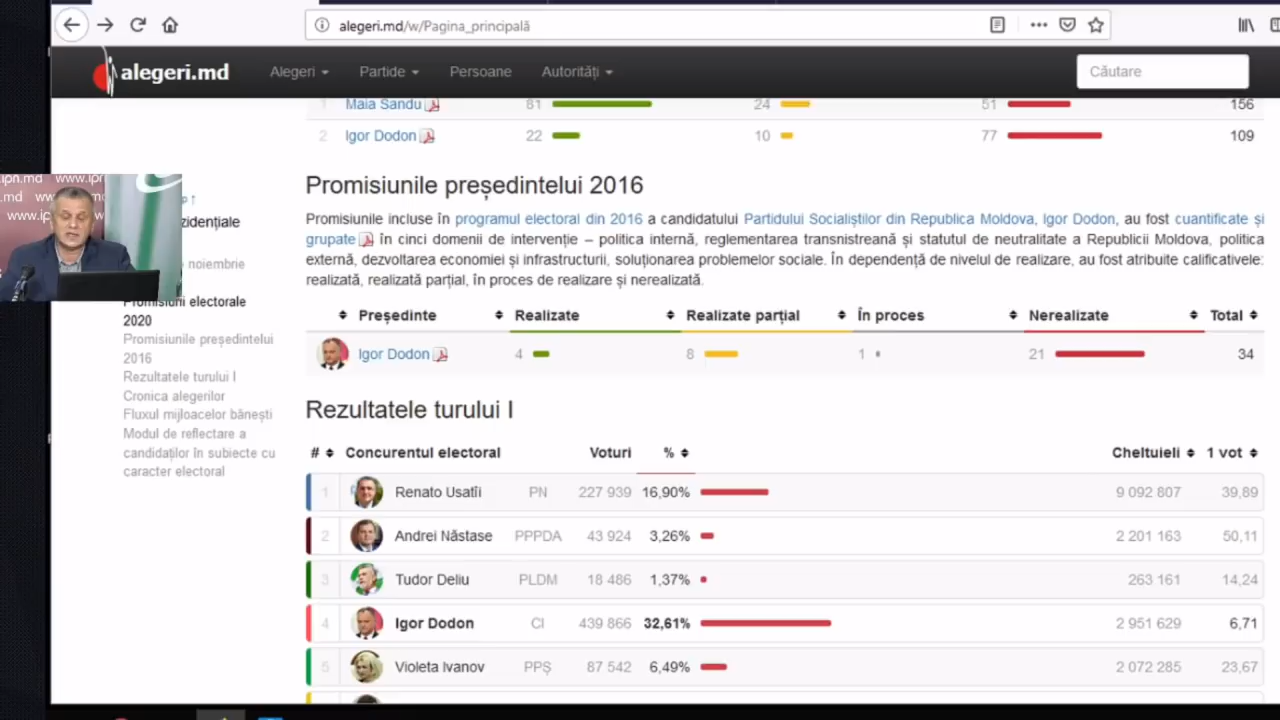 alegeri.md/w/Pagina_principală
alegeri.md Alegeri Partide Persoane Autorități Căutare
1 Maia Sandu 81 24 51 156
2 Igor Dodon 22 10 77 109
Promisiunile președintelui 2016
Promisiunile incluse în programul electoral din 2016 a candidatului Partidului Socialiștilor din Republica Moldova, Igor Dodon, au fost cuantificate și
grupate în cinci domenii de intervenție – politica internă, reglementarea transnistreană și statutul de neutralitate a Republicii Moldova, politica
externă, dezvoltarea economiei și infrastructurii, soluționarea problemelor sociale. În dependență de nivelul de realizare, au fost atribuite calificativele:
realizată, realizată parțial, în proces de realizare și nerealizată.
Președinte Realizate Realizate parțial În proces Nerealizate Total
Igor Dodon 4 8 1 21 34
Rezultatele turului I
# Concurentul electoral Voturi % Cheltuieli 1 vot
1 Renato Usatîi PN 227 939 16,90% 9 092 807 39,89
2 Andrei Năstase PPPDA 43 924 3,26% 2 201 163 50,11
3 Tudor Deliu PLDM 18 486 1,37% 263 161 14,24
4 Igor Dodon CI 439 866 32,61% 2 951 629 6,71
5 Violeta Ivanov PPȘ 87 542 6,49% 2 072 285 23,67
zidențiale
noiembrie
Promisiuni electorale
2020
Promisiunile președintelui
2016
Rezultatele turului I
Cronica alegerilor
Fluxul mijloacelor bănești
Modul de reflectare a
candidaților în subiecte cu
caracter electoral
ipn.md www.ipn
.md www
www.ip